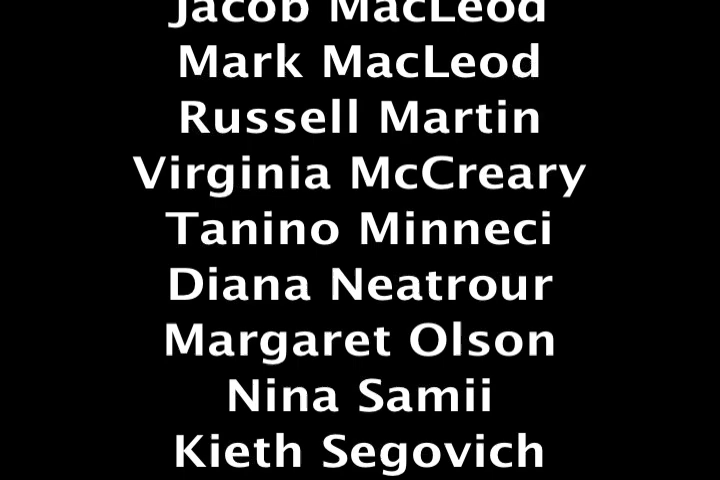 Jacob MacLeod
Mark MacLeod
Russell Martin
Virginia McCreary
Tanino Minneci
Diana Neatrour
Margaret Olson
Nina Samii
Kieth Segovich